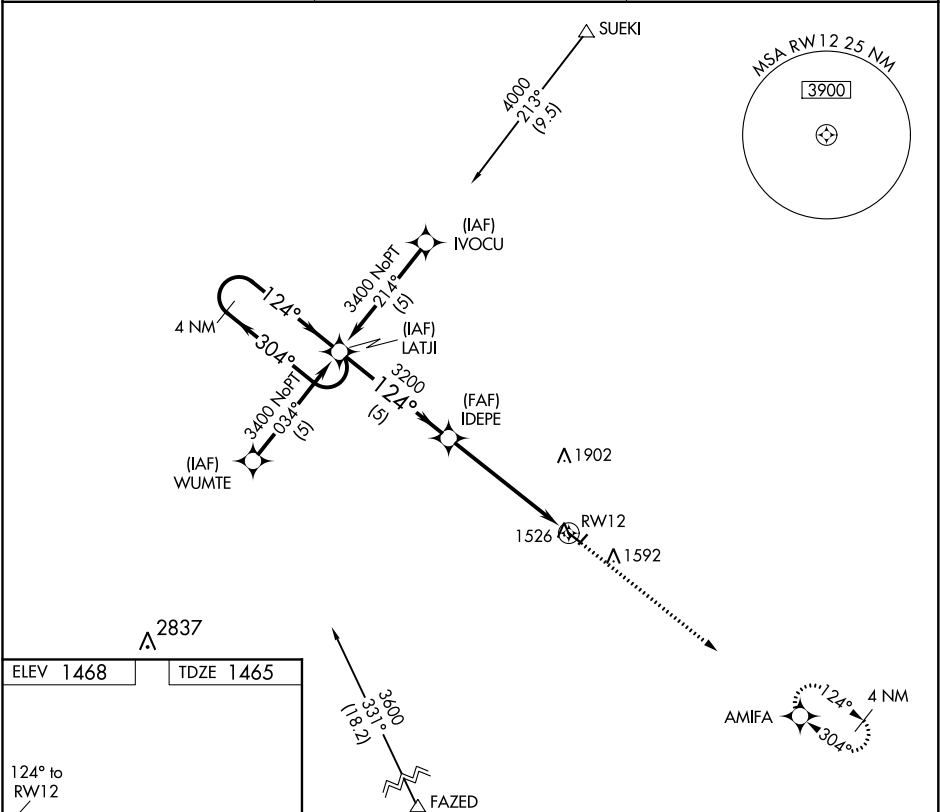 SUEKI
4000
213°
(9.5)
MSA RW12 25 NM
3900
(IAF)
IVOCU
3400 NoPT
214°
(5)
124°
4 NM
304°
(IAF)
LATJI
3200
124°
(5)
3400 NoPT
034°
(5)
(FAF)
IDEPE
(IAF)
WUMTE
1902
RW12
1526
1592
2837
ELEV 1468
TDZE 1465
3600
331°
(18.2)
AMIFA
124°
4 NM
304°
124° to
RW12
FAZED